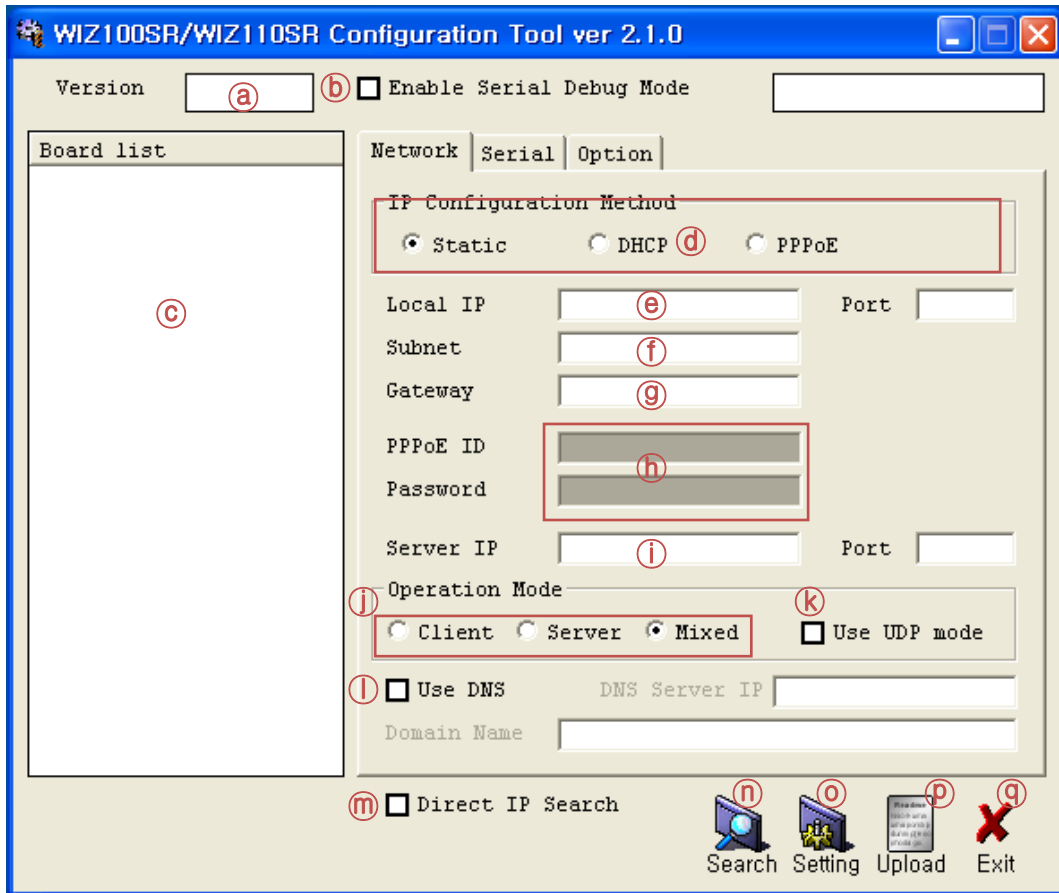 WIZ100SR/WIZ110SR Configuration Tool ver 2.1.0
Version ⓐ ⓑ Enable Serial Debug Mode
Board list
ⓒ
Network Serial Option
IP Configuration Method
Static DHCP ⓓ PPPoE
Local IP ⓔ Port
Subnet ⓕ
Gateway ⓖ
PPPoE ID
ⓗ
Password
Server IP ⓘ Port
Operation Mode
ⓙ Client Server Mixed
ⓚ Use UDP mode
ⓛ Use DNS DNS Server IP
Domain Name
ⓜ Direct IP Search
ⓝ ⓞ ⓟ ⓠ
Readme
Search Setting Upload Exit